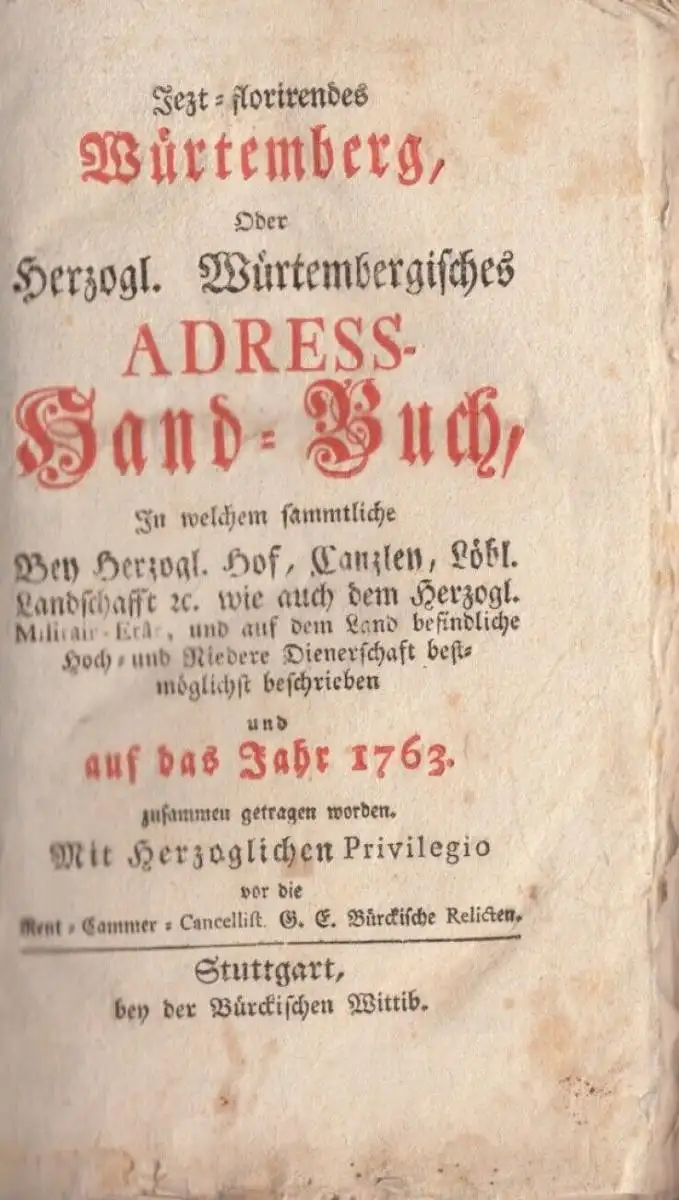 Jezt-florirendes
Würtemberg,
Oder
Herzogl. Würtembergisches
ADRESS-
Hand-Buch,
In welchem sammtliche
Bey Herzogl. Hof, Canzley, Löbl.
Landschafft ꝛc. wie auch dem Herzogl.
Militair-, und auf dem Land befindliche
Hoch- und Niedere Dienerschaft best-
möglichst beschrieben
und
auf das Jahr 1763.
zusammen getragen worden.
Mit Herzoglichen Privilegio
vor die
Rent-Cammer-Cancellist. G. E. Bürckische Relicten.
Stuttgart,
bey der Bürckischen Wittib.